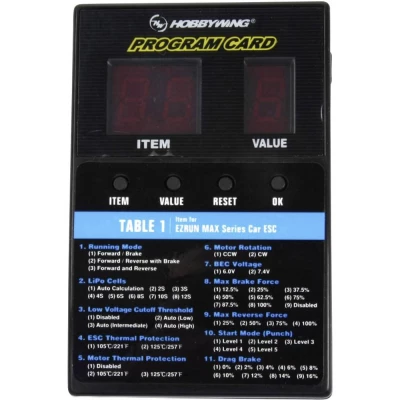 HOBBYWING
PROGRAM CARD
ITEM
VALUE
ITEM VALUE RESET OK
TABLE 1 Item for
EZRUN MAX Series Car ESC
1. Running Mode
(1) Forward / Brake
(2) Forward / Reverse with Brake
(3) Forward and Reverse
2. LiPo Cells
(1) Auto Calculation (2) 2S (3) 3S
(4) 4S (5) 6S (6) 8S (7) 10S (8) 12S
3. Low Voltage Cutoff Threshold
(1) Disabled (2) Auto (Low)
(3) Auto (Intermediate) (4) Auto (High)
4. ESC Thermal Protection
(1) 105℃/221℉ (2) 125℃/257℉
5. Motor Thermal Protection
(1) Disabled
(2) 105℃/221℉ (3) 125℃/257℉
6. Motor Rotation
(1) CCW (2) CW
7. BEC Voltage
(1) 6.0V (2) 7.4V
8. Max Brake Force
(1) 12.5% (2) 25% (3) 37.5%
(4) 50% (5) 62.5% (6) 75%
(7) 87.5% (8) 100% (9) Disabled
9. Max Reverse Force
(1) 25% (2) 50% (3) 75% (4) 100%
10. Start Mode (Punch)
(1) Level 1 (2) Level 2 (3) Level 3
(4) Level 4 (5) Level 5
11. Drag Brake
(1) 0% (2) 2% (3) 4% (4) 6% (5) 8%
(6) 10% (7) 12% (8) 14% (9) 16%